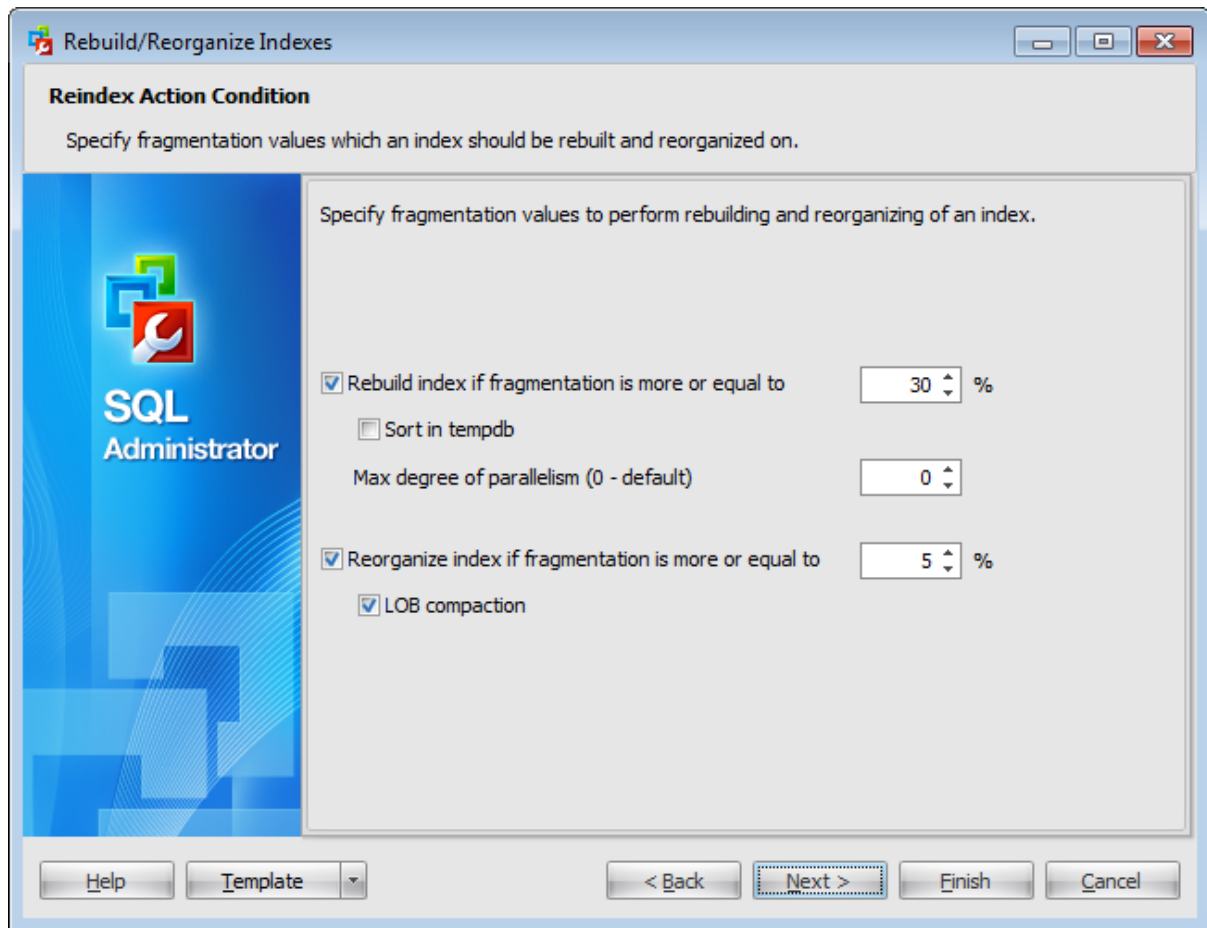 Rebuild/Reorganize Indexes
Reindex Action Condition
Specify fragmentation values which an index should be rebuilt and reorganized on.
Specify fragmentation values to perform rebuilding and reorganizing of an index.
SQL
Administrator
Rebuild index if fragmentation is more or equal to 30 %
Sort in tempdb
Max degree of parallelism (0 - default) 0
Reorganize index if fragmentation is more or equal to 5 %
LOB compaction
Help Template < Back Next > Finish Cancel